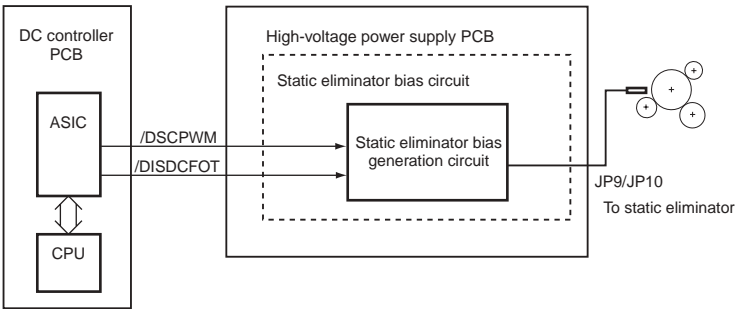 DC controller
PCB
High-voltage power supply PCB
Static eliminator bias circuit
ASIC
/DSCPWM
/DISDCFOT
Static eliminator bias
generation circuit
JP9/JP10
To static eliminator
CPU